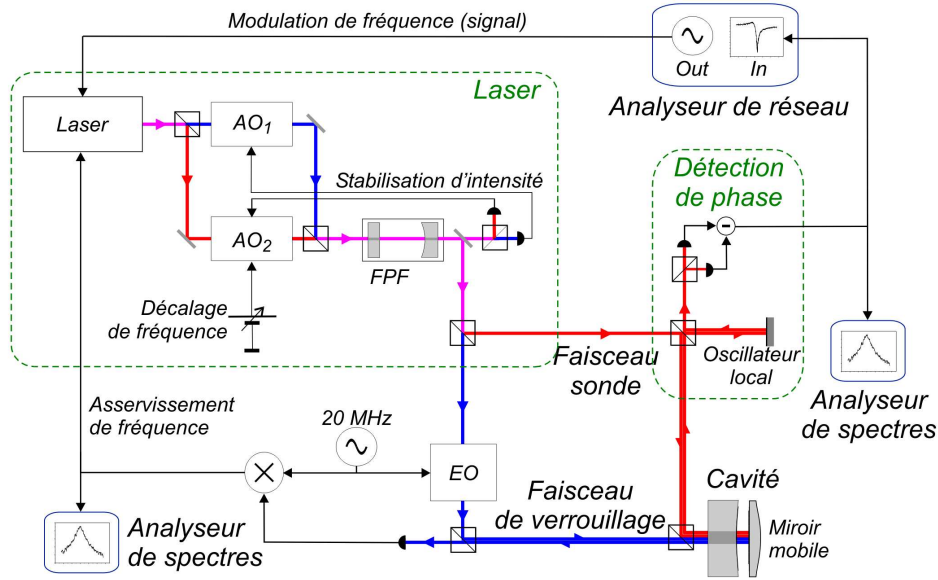 Modulation de fréquence (signal)
Out
In
Analyseur de réseau
Laser
Laser
AO1
Stabilisation d'intensité
AO2
FPF
Décalage
de fréquence
Détection
de phase
-
Oscillateur
local
Faisceau
sonde
Analyseur
de spectres
Asservissement
de fréquence
20 MHz
EO
Faisceau
de verrouillage
Cavité
Miroir
mobile
Analyseur
de spectres